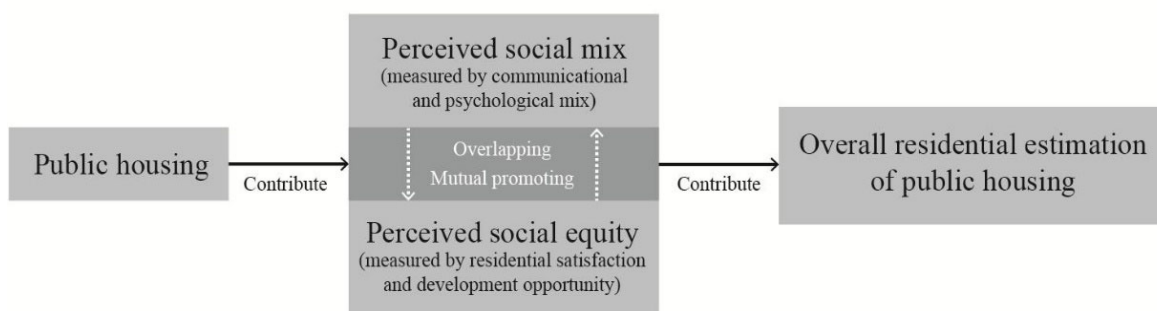 Public housing
Contribute
Perceived social mix
(measured by communicational
and psychological mix)
Overlapping
Mutual promoting
Perceived social equity
(measured by residential satisfaction
and development opportunity)
Contribute
Overall residential estimation
of public housing